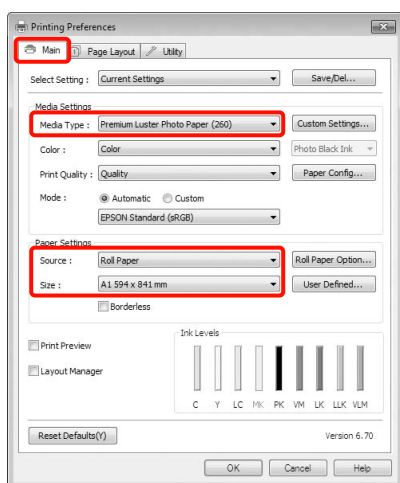 Printing Preferences
Main Page Layout Utility
Select Setting : Current Settings Save/Del...
Media Settings
Media Type : Premium Luster Photo Paper (260) Custom Settings...
Color : Color Photo Black Ink
Print Quality : Quality Paper Config...
Mode : Automatic Custom
EPSON Standard (sRGB)
Paper Settings
Source : Roll Paper Roll Paper Option...
Size : A1 594 x 841 mm User Defined...
Borderless
Ink Levels
Print Preview
Layout Manager
C Y LC MK PK VM LK LLK VLM
Reset Defaults(Y) Version 6.70
OK Cancel Help